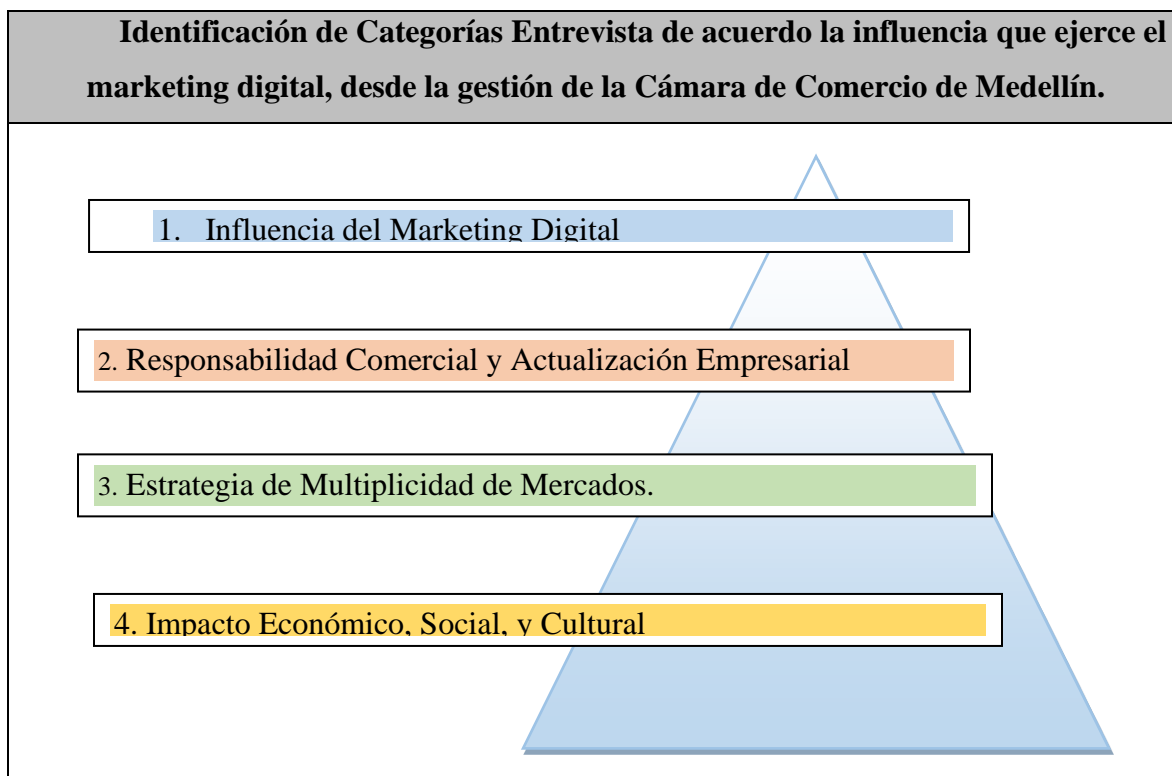 Identificación de Categorías Entrevista de acuerdo la influencia que ejerce el
marketing digital, desde la gestión de la Cámara de Comercio de Medellín.
1. Influencia del Marketing Digital
2. Responsabilidad Comercial y Actualización Empresarial
3. Estrategia de Multiplicidad de Mercados.
4. Impacto Económico, Social, y Cultural